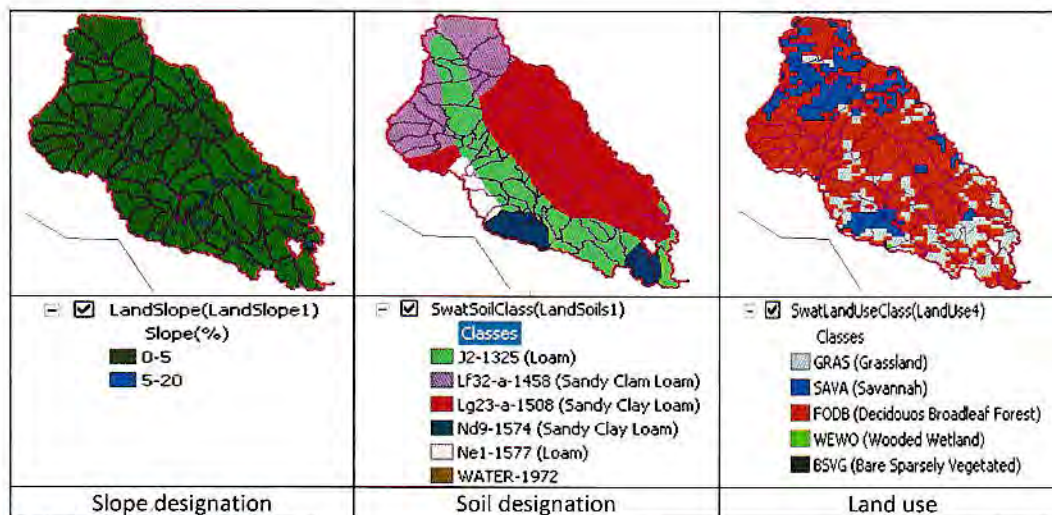 LandSlope(LandSlope1)
Slope(%)
0-5
5-20
SwatSoilClass(LandSoils1)
Classes
J2-1325 (Loam)
Lf32-a-1458 (Sandy Clam Loam)
Lg23-a-1508 (Sandy Clay Loam)
Nd9-1574 (Sandy Clay Loam)
Ne1-1577 (Loam)
WATER-1972
SwatLandUseClass(LandUse4)
Classes
GRAS (Grassland)
SAVA (Savannah)
FODB (Decidouos Broadleaf Forest)
WEWO (Wooded Wetland)
BSVG (Bare Sparsely Vegetated)
Slope designation
Soil designation
Land use